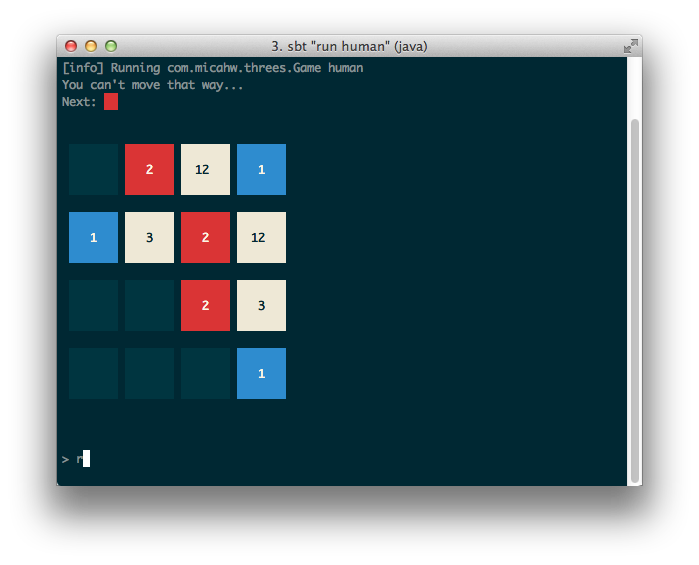 3. sbt "run human" (java)
[info] Running com.micahw.threes.Game human
You can't move that way...
Next:
2 12 1
1 3 2 12
2 3
1
> r